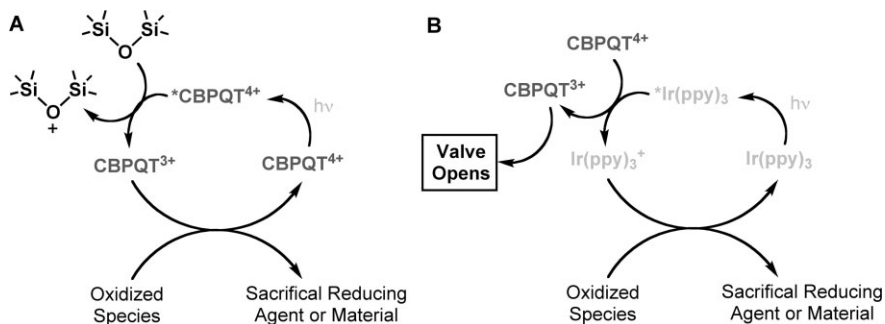 A
Si Si
O
Si Si
O
+
*CBPQT4+
hν
CBPQT3+
CBPQT4+
Oxidized
Species
Sacrifical Reducing
Agent or Material
B
CBPQT4+
CBPQT3+
*Ir(ppy)3
hν
Valve
Opens
Ir(ppy)3+
Ir(ppy)3
Oxidized
Species
Sacrifical Reducing
Agent or Material